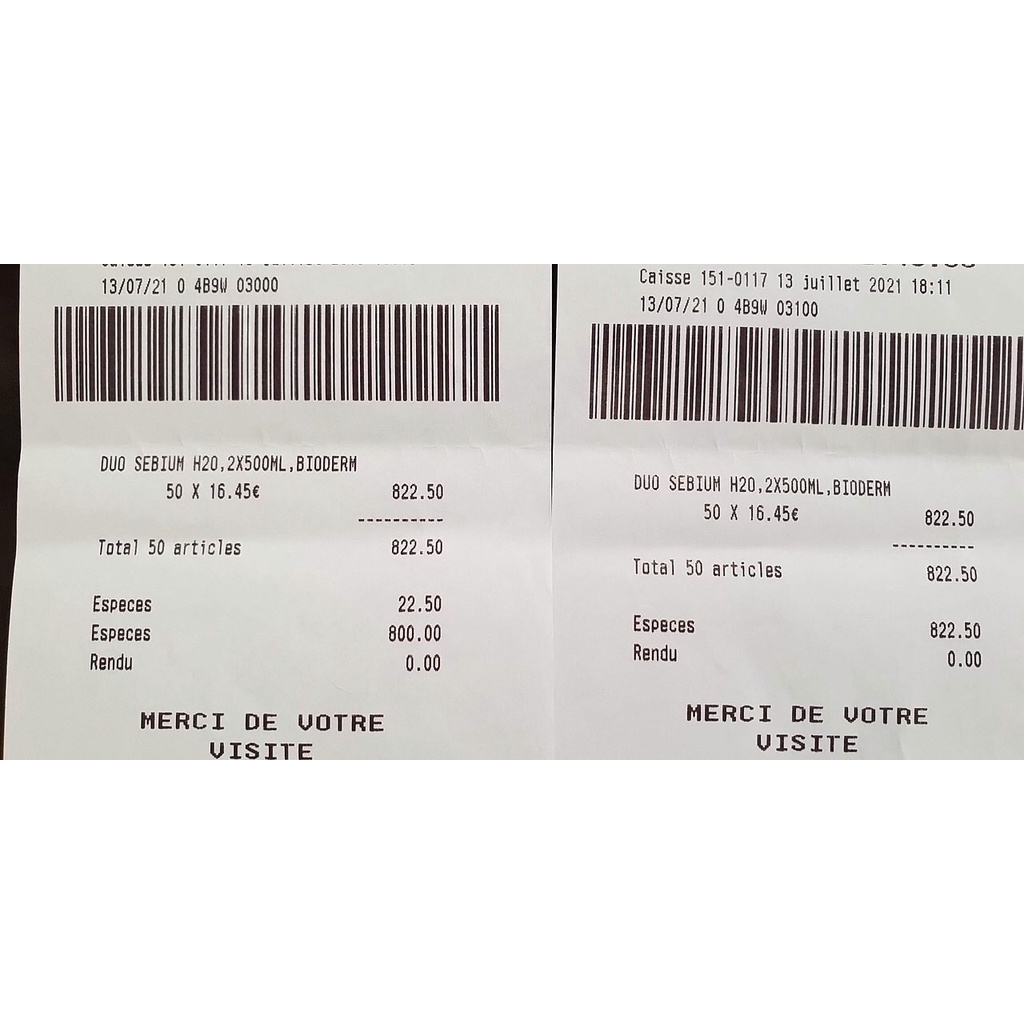 13/07/21 0 4B9W 03000
DUO SEBIUM H20,2X500ML,BIODERM
50 X 16.45€ 822.50
----------
Total 50 articles 822.50
Especes 22.50
Especes 800.00
Rendu 0.00
MERCI DE VOTRE
VISITE
Caisse 151-0117 13 juillet 2021 18:11
13/07/21 0 4B9W 03100
DUO SEBIUM H20,2X500ML,BIODERM
50 X 16.45€ 822.50
----------
Total 50 articles 822.50
Especes 822.50
Rendu 0.00
MERCI DE VOTRE
VISITE